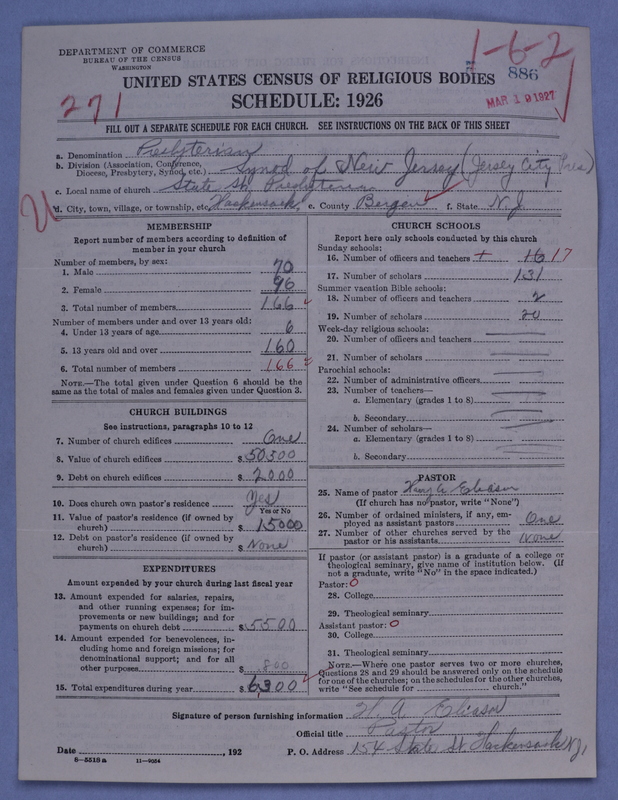 DEPARTMENT OF COMMERCE
BUREAU OF THE CENSUS
WASHINGTON
1-6-2
886
271
MAR 10 1927
UNITED STATES CENSUS OF RELIGIOUS BODIES
SCHEDULE: 1926
FILL OUT A SEPARATE SCHEDULE FOR EACH CHURCH. SEE INSTRUCTIONS ON THE BACK OF THIS SHEET
a. Denomination Presbyterian
b. Division (Association, Conference,
Diocese, Presbytery, Synod, etc.) Synod of New Jersey (Jersey City Pres)
c. Local name of church State St. Presbyterian
d. City, town, village, or township, etc. Hackensack, e. County Bergen f. State N.J.
MEMBERSHIP
Report number of members according to definition of
member in your church
Number of members, by sex:
1. Male 70
2. Female 96
3. Total number of members 166
Number of members under and over 13 years old:
4. Under 13 years of age 6
5. 13 years old and over 160
6. Total number of members 166
NOTE.—The total given under Question 6 should be the
same as the total of males and females given under Question 3.
CHURCH BUILDINGS
See instructions, paragraphs 10 to 12
7. Number of church edifices One
8. Value of church edifices $50500
9. Debt on church edifices $2000
10. Does church own pastor's residence Yes
Yes or No
11. Value of pastor's residence (if owned by
church) $15000
12. Debt on pastor's residence (if owned by
church) $None
EXPENDITURES
Amount expended by your church during last fiscal year
13. Amount expended for salaries, repairs,
and other running expenses; for im-
provements or new buildings; and for
payments on church debt $5500
14. Amount expended for benevolences, in-
cluding home and foreign missions; for
denominational support; and for all
other purposes $800
15. Total expenditures during year $6300
CHURCH SCHOOLS
Report here only schools conducted by this church
Sunday schools:
16. Number of officers and teachers + 16 17
17. Number of scholars 131
Summer vacation Bible schools:
18. Number of officers and teachers 2
19. Number of scholars 20
Week-day religious schools:
20. Number of officers and teachers
21. Number of scholars
Parochial schools:
22. Number of administrative officers
23. Number of teachers—
a. Elementary (grades 1 to 8)
b. Secondary
24. Number of scholars—
a. Elementary (grades 1 to 8)
b. Secondary $
PASTOR
25. Name of pastor Harry A Eliason
(If church has no pastor, write "None")
26. Number of ordained ministers, if any, em-
ployed as assistant pastors One
27. Number of other churches served by the
pastor or his assistants None
If pastor (or assistant pastor) is a graduate of a college or
theological seminary, give name of institution below. (If
not a graduate, write "No" in the space indicated.)
Pastor: 0
28. College
29. Theological seminary
Assistant pastor: 0
30. College
31. Theological seminary
NOTE.—Where one pastor serves two or more churches,
Questions 28 and 29 should be answered only on the schedule
for one of the churches; on the schedules for the other churches,
write "See schedule for church."
Signature of person furnishing information H. A. Eliason
Official title Pastor
Date , 192 P. O. Address 154 State St. Hackensack N.J.
8-5518a 11-9054